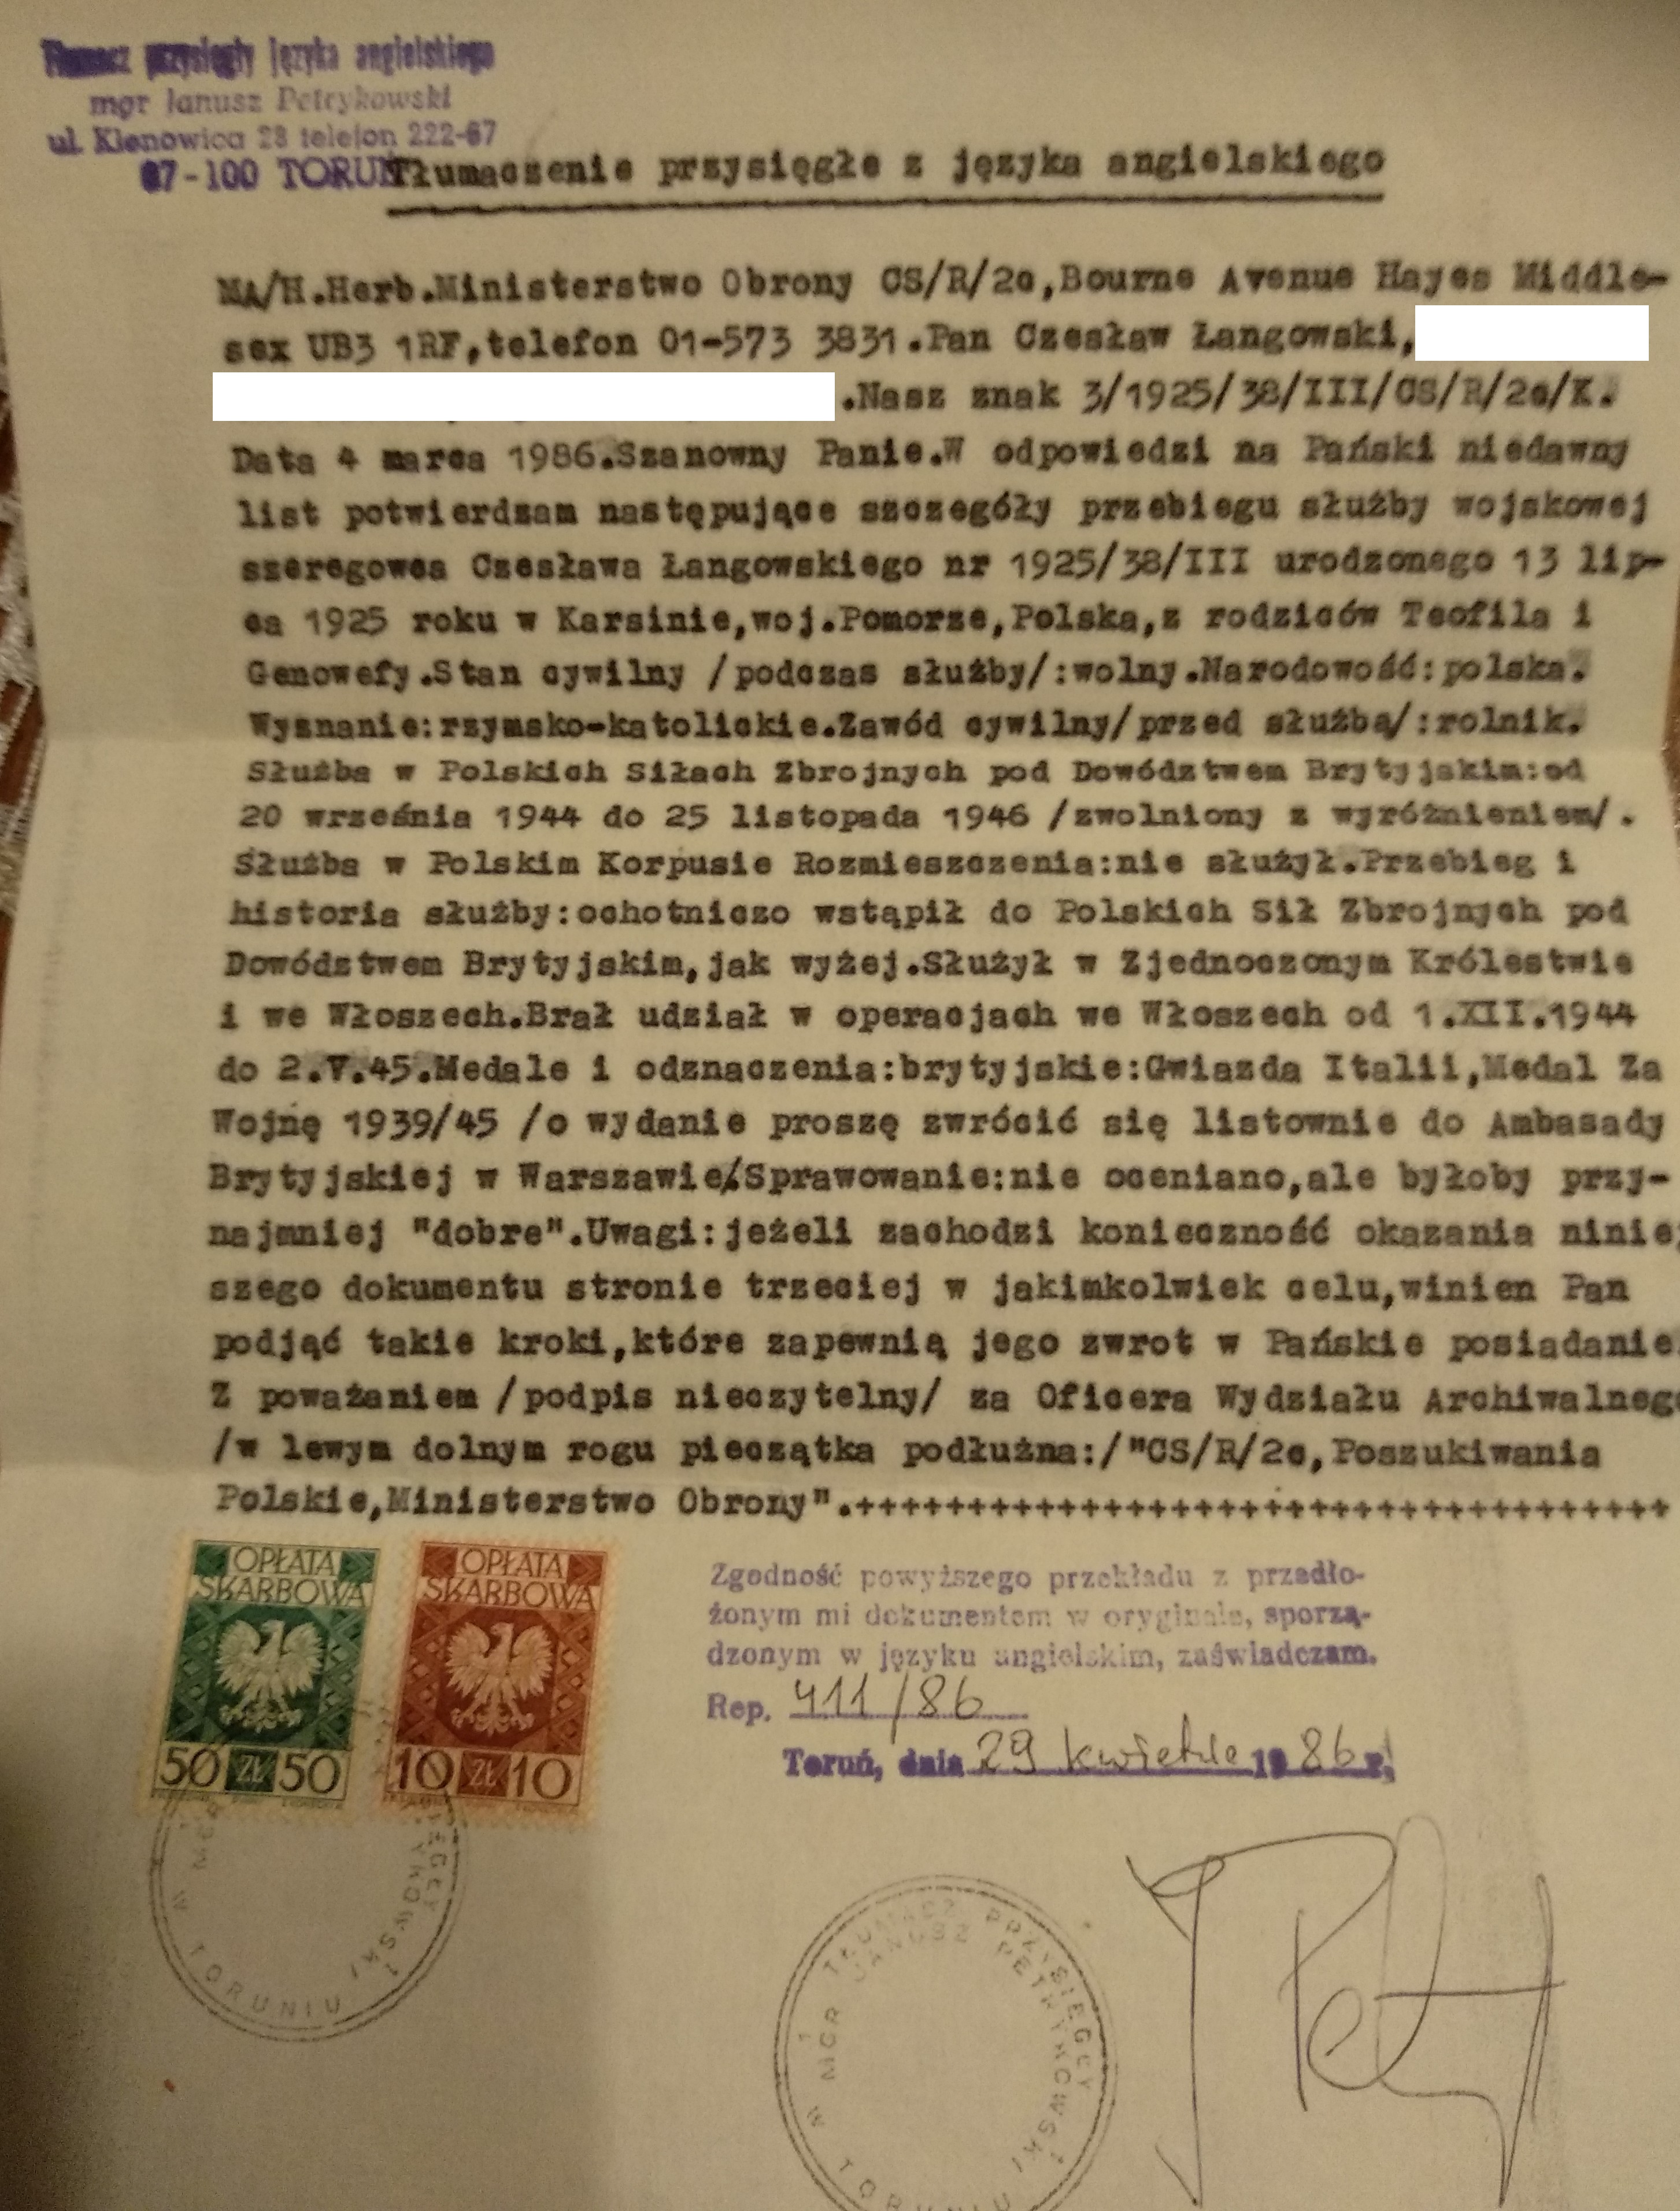 Tłumacz przysięgły języka angielskiego
mgr Janusz Petrykowski
ul. Klonowica 28 telefon 222-67
87-100 TORUŃ
Tłumaczenie przysięgłe z języka angielskiego
MA/H.Herb.Ministerstwo Obrony CS/R/2c,Bourne Avenue Hayes Middle-
sex UB3 1RF,telefon 01-573 3831.Pan Czesław Łangowski,
.Nasz znak 3/1925/38/III/CS/R/2c/K.
Data 4 marca 1986.Szanowny Panie.W odpowiedzi na Pański niedawny
list potwierdzam następujące szczegóły przebiegu służby wojskowej
szeregowca Czesława Łangowskiego nr 1925/38/III urodzonego 13 lip-
ca 1925 roku w Karsinie,woj.Pomorze,Polska,z rodziców Teofila i
Genowefy.Stan cywilny /podczas służby/:wolny.Narodowość:polska.
Wyznanie:rzymsko-katolickie.Zawód cywilny/przed służbą/:rolnik.
Służba w Polskich Siłach Zbrojnych pod Dowództwem Brytyjskim:od
20 września 1944 do 25 listopada 1946 /zwolniony z wyróżnieniem/.
Służba w Polskim Korpusie Rozmieszczenia:nie służył.Przebieg i
historia służby:ochotniczo wstąpił do Polskich Sił Zbrojnych pod
Dowództwem Brytyjskim,jak wyżej.Służył w Zjednoczonym Królestwie
i we Włoszech.Brał udział w operacjach we Włoszech od 1.XII.1944
do 2.V.45.Medale i odznaczenia:brytyjskie:Gwiazda Italii,Medal Za
Wojnę 1939/45 /o wydanie proszę zwrócić się listownie do Ambasady
Brytyjskiej w Warszawie/.Sprawowanie:nie oceniano,ale byłoby przy-
najmniej "dobre".Uwagi:jeżeli zachodzi konieczność okazania niniej
szego dokumentu stronie trzeciej w jakimkolwiek celu,winien Pan
podjąć takie kroki,które zapewnią jego zwrot w Pańskie posiadanie.
Z poważaniem /podpis nieczytelny/ za Oficera Wydziału Archiwalnego
/w lewym dolnym rogu pieczątka podłużna:/"CS/R/2c,Poszukiwania
Polskie,Ministerstwo Obrony".++++++++++++++++++++++++++++++++++++
OPŁATA SKARBOWA
50 ZŁ 50
OPŁATA SKARBOWA
10 ZŁ 10
Zgodność powyższego przekładu z przedło-
żonym mi dokumentem w oryginale, sporzą-
dzonym w języku angielskim, zaświadczam.
Rep. 411/86
Toruń, dnia 29 kwietnia 1986 r.
TŁUMACZ PRZYSIĘGŁY
MGR JANUSZ PETRYKOWSKI
W TORUNIU